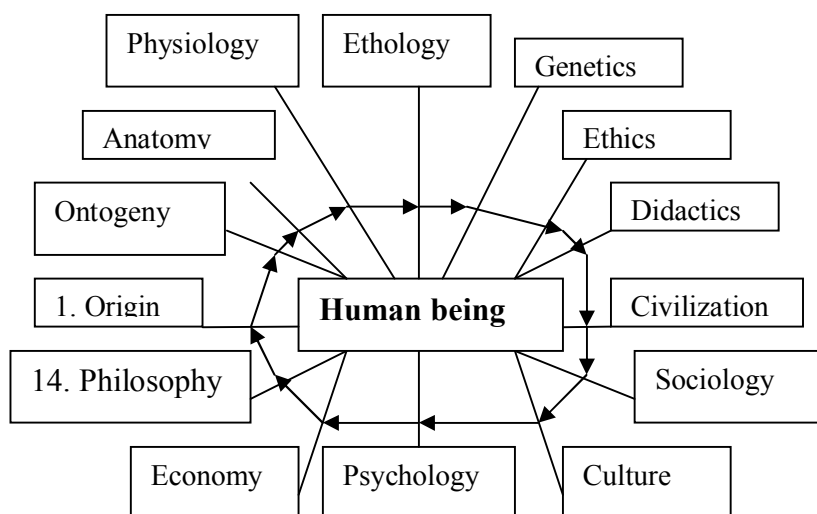 Physiology
Ethology
Genetics
Anatomy
Ethics
Ontogeny
Didactics
1. Origin
Human being
Civilization
14. Philosophy
Sociology
Economy
Psychology
Culture